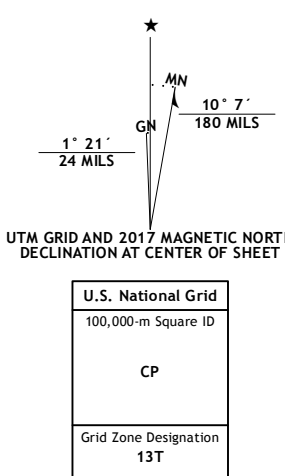 ★
MN
GN
10° 7´
180 MILS
1° 21´
24 MILS
UTM GRID AND 2017 MAGNETIC NORT
DECLINATION AT CENTER OF SHEET
U.S. National Grid
100,000-m Square ID
CP
Grid Zone Designation
13T